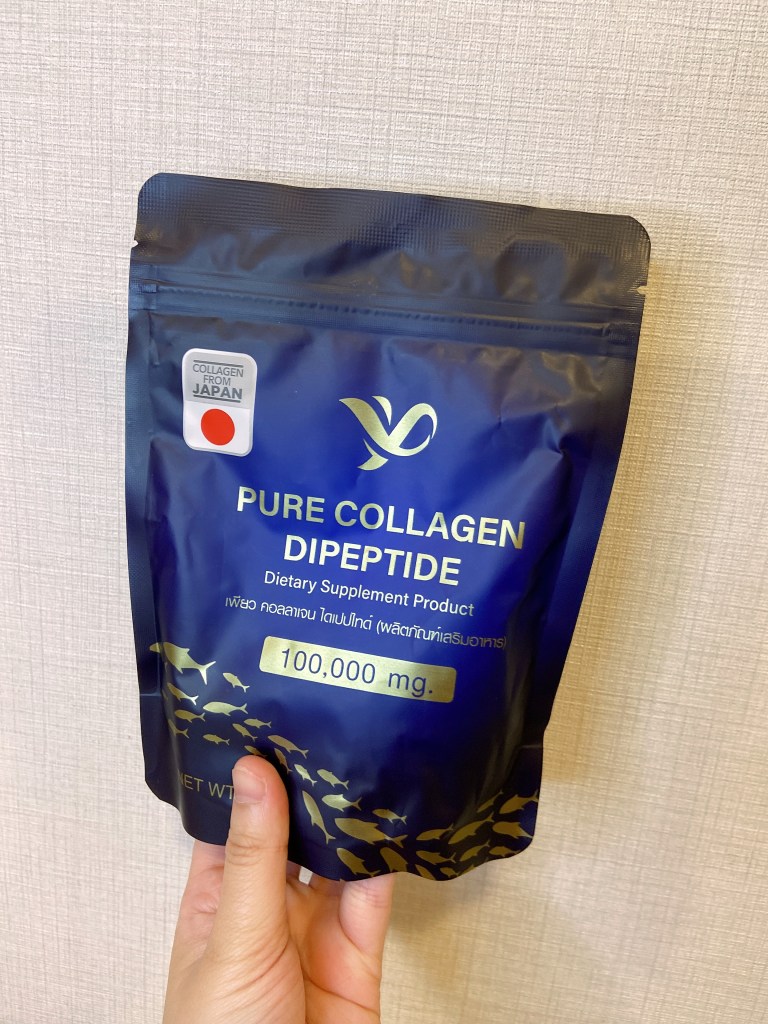 COLLAGEN
FROM
JAPAN
PURE COLLAGEN
DIPEPTIDE
Dietary Supplement Product
เพียว คอลลาเจน ไดเปปไทด์ (ผลิตภัณฑ์เสริมอาหาร)
100,000 mg.
NET WT